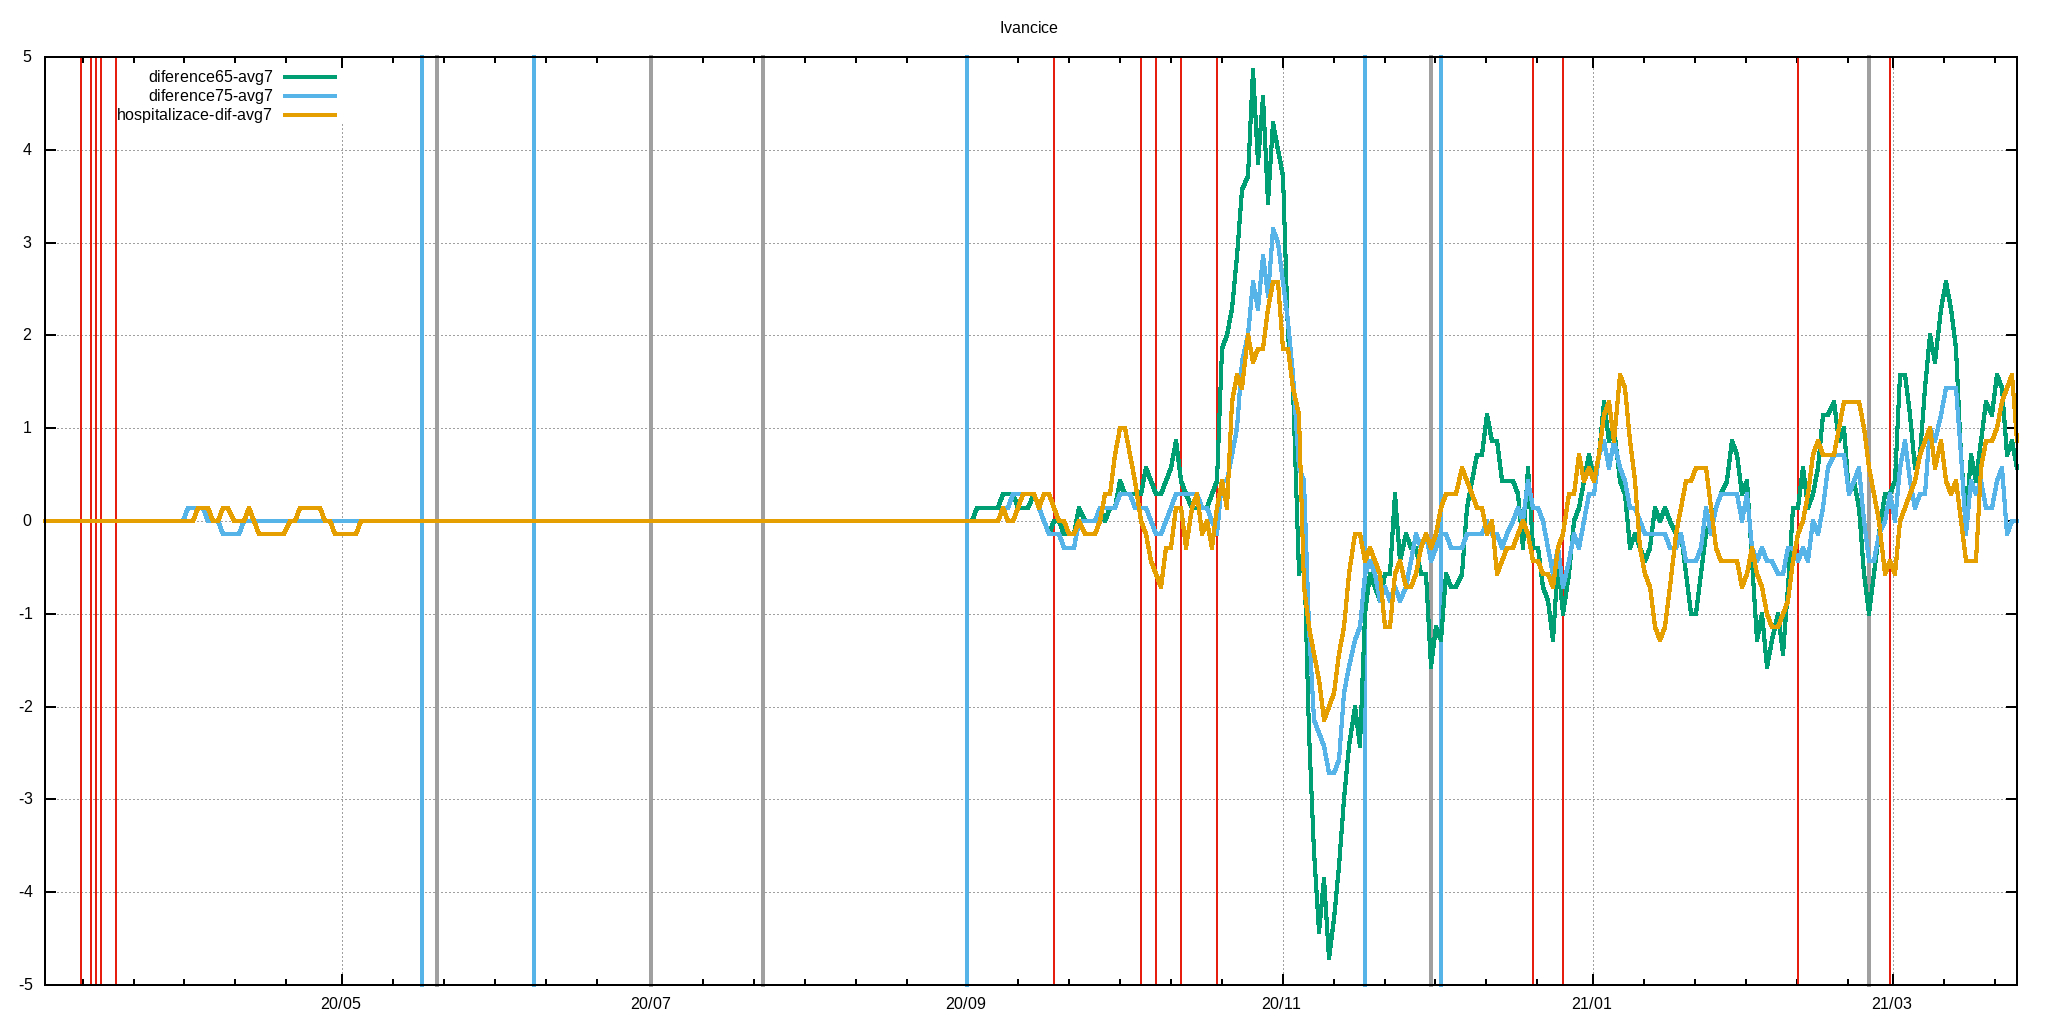 Ivancice
5
diference65-avg7
diference75-avg7
hospitalizace-dif-avg7
4
3
2
1
0
-1
-2
-3
-4
-5
20/05 20/07 20/09 20/11 21/01 21/03